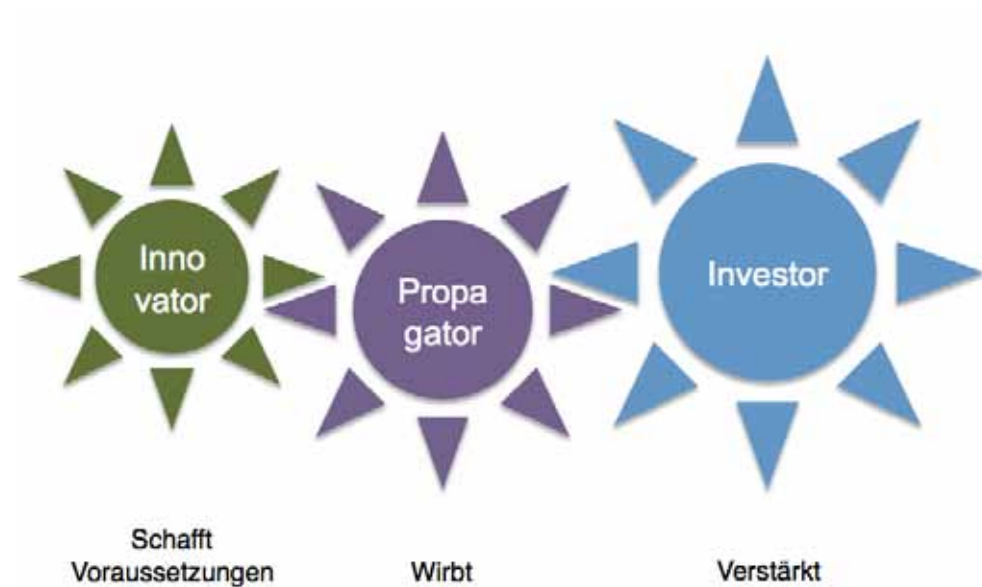 Inno
vator
Propa
gator
Investor
Schafft
Voraussetzungen
Wirbt
Verstärkt